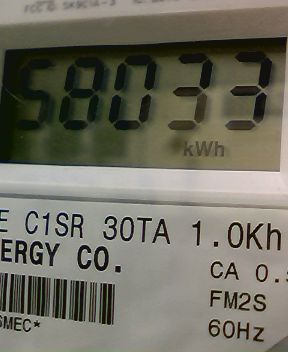 58033
kWh
E C1SR 30TA 1.0Kh
ERGY CO.
CA 0.5
FM2S
60Hz
SMEC*